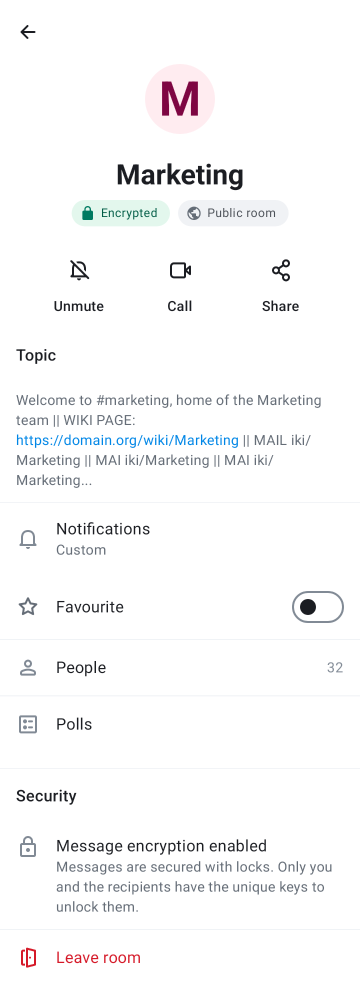 M
Marketing
Encrypted
Public room
Unmute
Call
Share
Topic
Welcome to #marketing, home of the Marketing
team || WIKI PAGE:
https://domain.org/wiki/Marketing || MAIL iki/
Marketing || MAI iki/Marketing || MAI iki/
Marketing...
Notifications
Custom
Favourite
People
32
Polls
Security
Message encryption enabled
Messages are secured with locks. Only you
and the recipients have the unique keys to
unlock them.
Leave room